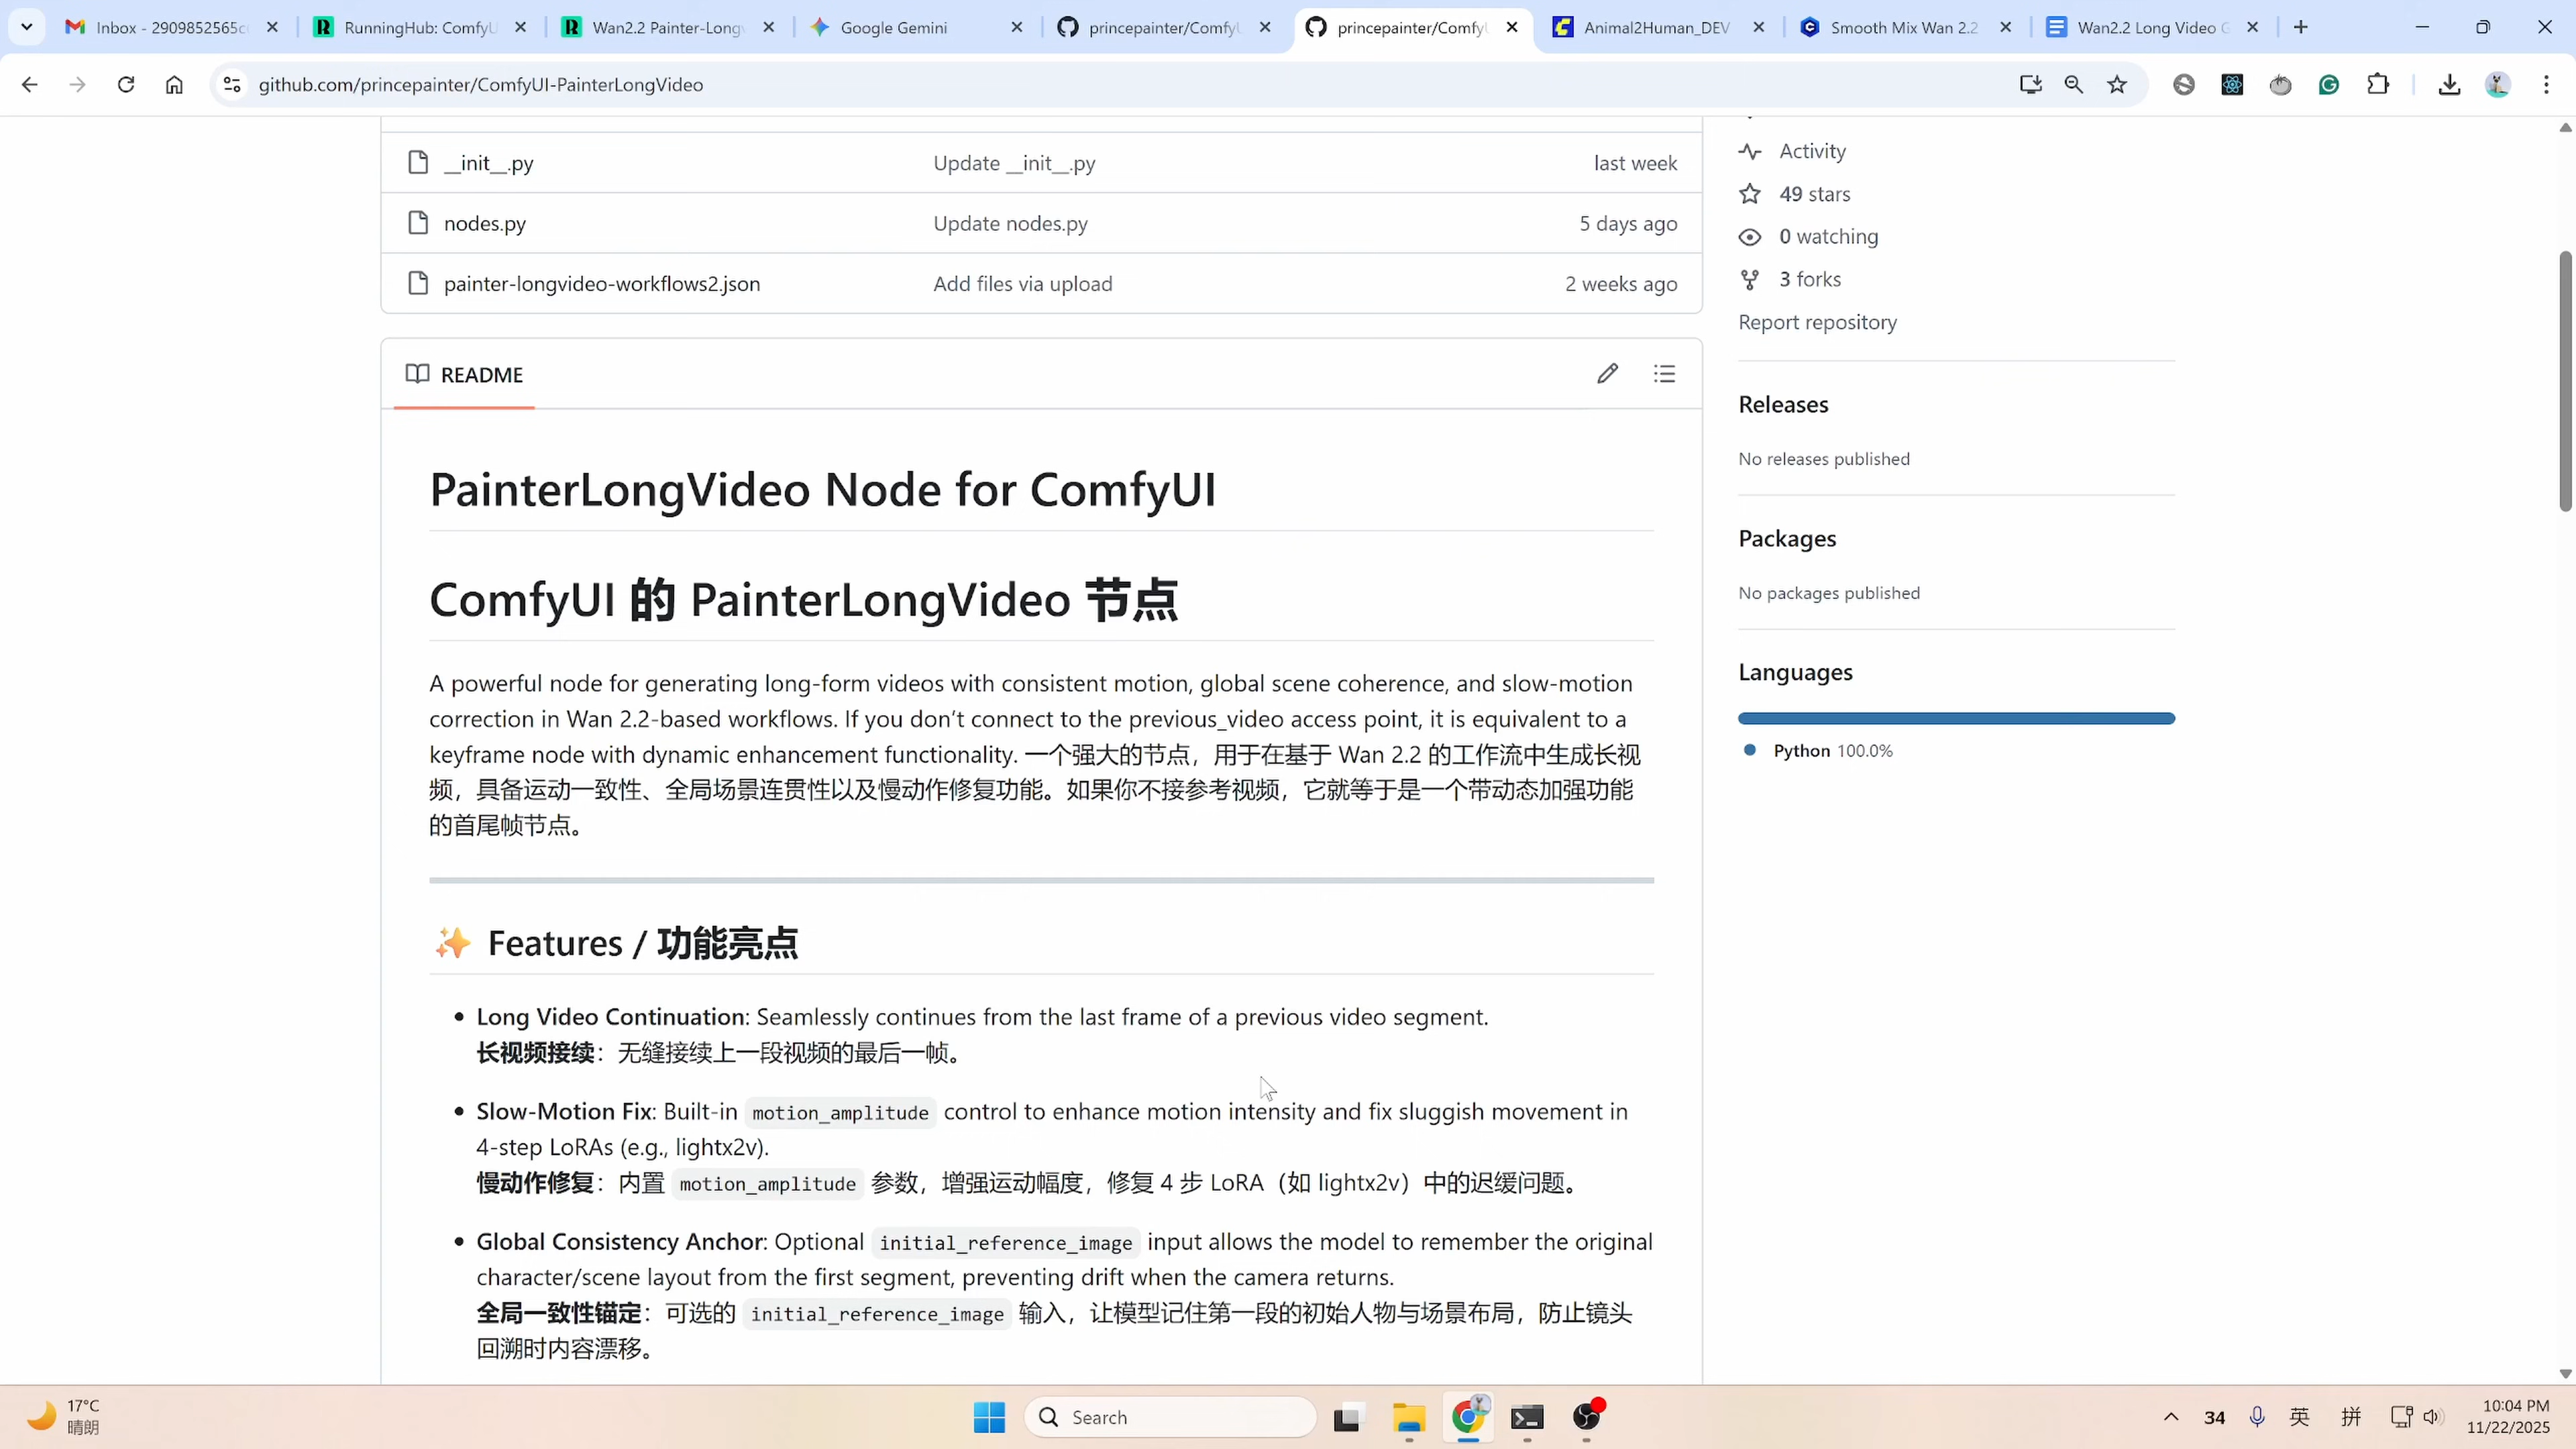 Inbox - 2909852565c
RunningHub: ComfyU
Wan2.2 Painter-Longv
Google Gemini
princepainter/ComfyU
princepainter/ComfyU
Animal2Human_DEV
Smooth Mix Wan 2.2
Wan2.2 Long Video G
github.com/princepainter/ComfyUI-PainterLongVideo
__init__.py Update __init__.py last week
nodes.py Update nodes.py 5 days ago
painter-longvideo-workflows2.json Add files via upload 2 weeks ago
README
PainterLongVideo Node for ComfyUI
ComfyUI 的 PainterLongVideo 节点
A powerful node for generating long-form videos with consistent motion, global scene coherence, and slow-motion
correction in Wan 2.2-based workflows. If you don’t connect to the previous_video access point, it is equivalent to a
keyframe node with dynamic enhancement functionality. 一个强大的节点，用于在基于 Wan 2.2 的工作流中生成长视
频，具备运动一致性、全局场景连贯性以及慢动作修复功能。如果你不接参考视频，它就等于是一个带动态加强功能
的首尾帧节点。
✨ Features / 功能亮点
• Long Video Continuation: Seamlessly continues from the last frame of a previous video segment.
长视频接续：无缝接续上一段视频的最后一帧。
• Slow-Motion Fix: Built-in motion_amplitude control to enhance motion intensity and fix sluggish movement in
4-step LoRAs (e.g., lightx2v).
慢动作修复：内置 motion_amplitude 参数，增强运动幅度，修复 4 步 LoRA（如 lightx2v）中的迟缓问题。
• Global Consistency Anchor: Optional initial_reference_image input allows the model to remember the original
character/scene layout from the first segment, preventing drift when the camera returns.
全局一致性锚定：可选的 initial_reference_image 输入，让模型记住第一段的初始人物与场景布局，防止镜头
回溯时内容漂移。
Activity
49 stars
0 watching
3 forks
Report repository
Releases
No releases published
Packages
No packages published
Languages
Python 100.0%
17°C
晴朗
Search
34
英
拼
10:04 PM
11/22/2025